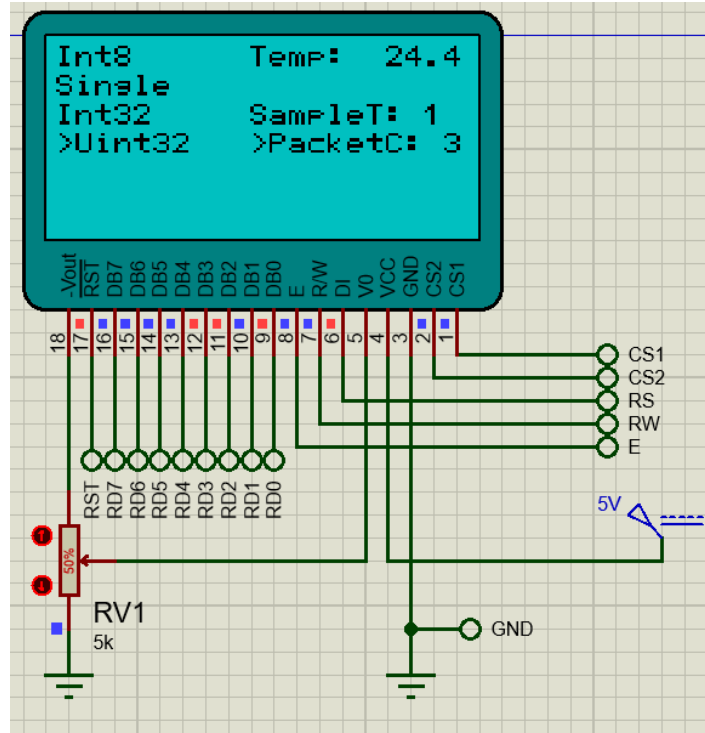 Int8 Temp: 24.4
Single
Int32 SampleT: 1
>Uint32 >PacketC: 3
-Vout RST DB7 DB6 DB5 DB4 DB3 DB2 DB1 DB0 E R/W DI V0 VCC GND CS2 CS1
18 17 16 15 14 13 12 11 10 9 8 7 6 5 4 3 2 1
CS1
CS2
RS
RW
E
RST RD7 RD6 RD5 RD4 RD3 RD2 RD1 RD0
5V
50%
RV1
5k
GND